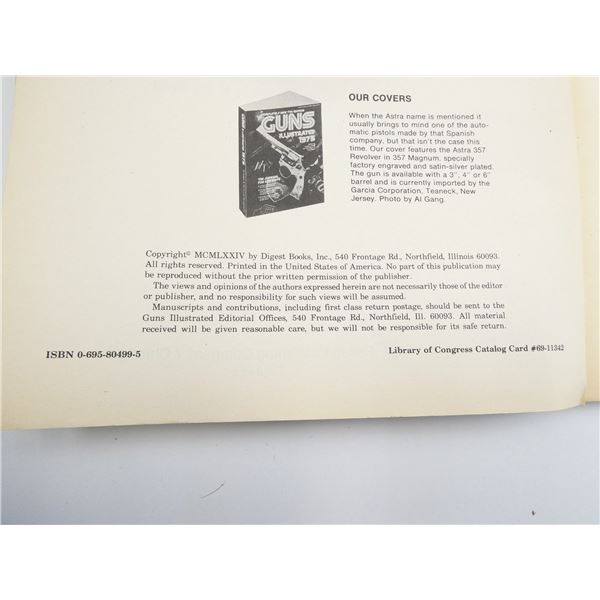 GUNS
ILLUSTRATED
1975
OUR COVERS
When the Astra name is mentioned it
usually brings to mind one of the auto-
matic pistols made by that Spanish
company, but that isn't the case this
time. Our cover features the Astra 357
Revolver in 357 Magnum, specially
factory engraved and satin-silver plated.
The gun is available with a 3", 4" or 6"
barrel and is currently imported by the
Garcia Corporation, Teaneck, New
Jersey. Photo by Al Gang.
Copyright© MCMLXXIV by Digest Books, Inc., 540 Frontage Rd., Northfield, Illinois 60093.
All rights reserved. Printed in the United States of America. No part of this publication may
be reproduced without the prior written permission of the publisher.
The views and opinions of the authors expressed herein are not necessarily those of the editor
or publisher, and no responsibility for such views will be assumed.
Manuscripts and contributions, including first class return postage, should be sent to the
Guns Illustrated Editorial Offices, 540 Frontage Rd., Northfield, Ill. 60093. All material
received will be given reasonable care, but we will not be responsible for its safe return.
ISBN 0-695-80499-5
Library of Congress Catalog Card #69-11342